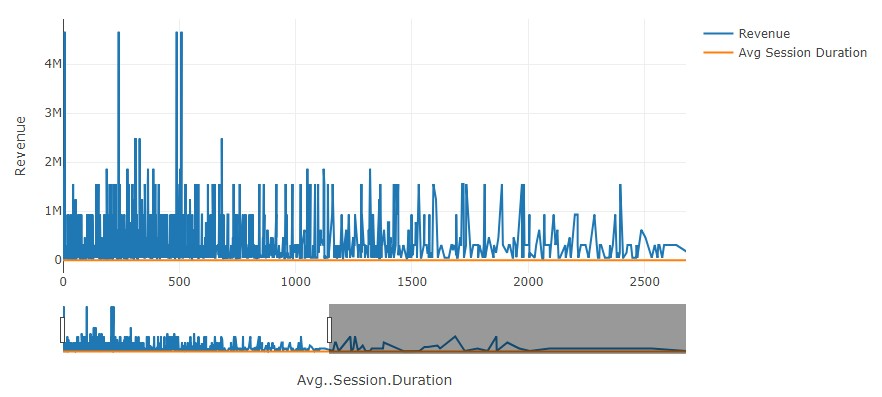 Revenue
Avg Session Duration
Revenue
4M
3M
2M
1M
0
0 500 1000 1500 2000 2500
Avg..Session.Duration